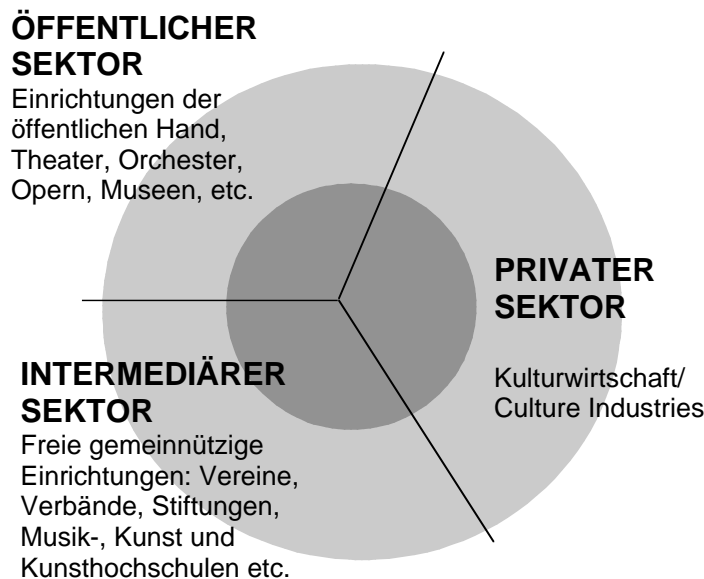 ÖFFENTLICHER
SEKTOR
Einrichtungen der
öffentlichen Hand,
Theater, Orchester,
Opern, Museen, etc.
PRIVATER
SEKTOR
Kulturwirtschaft/
Culture Industries
INTERMEDIÄRER
SEKTOR
Freie gemeinnützige
Einrichtungen: Vereine,
Verbände, Stiftungen,
Musik-, Kunst und
Kunsthochschulen etc.